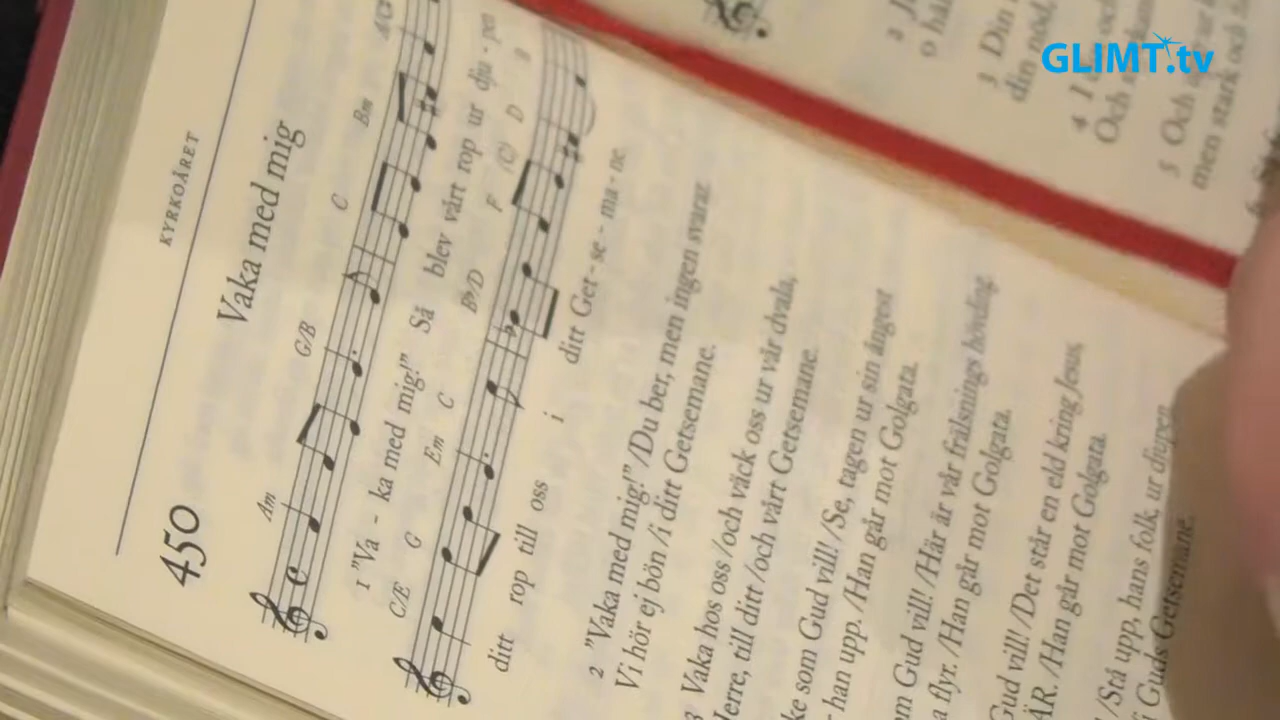 KYRKOÅRET
450
Vaka med mig
Am G/B C Bm
1 "Va - ka med mig!" Så blev vårt rop ur dju - pen
C/E G Em C B♭/D F (C) D
ditt rop till oss i ditt Get - se - ma - ne.
2 "Vaka med mig!"/Du ber, men ingen svarar.
Vi hör ej bön /i ditt Getsemane.
3 Vaka hos oss /och väck oss ur vår dvala,
Herre, till ditt /och vårt Getsemane.
som Gud vill! /Se, tagen ur sin ångest
han upp. /Han går mot Golgata.
Gud vill! /Här är vår frälsnings hövding.
flyr. /Han går mot Golgata.
Gud vill! /Det står en eld kring Jesus,
ÄR. /Han går mot Golgata.
/Stå upp, hans folk, ur djupen
i Guds Getsemane.
GLIMT.tv
3 Din
din nöd,
4
Och
5 Och
men stark och